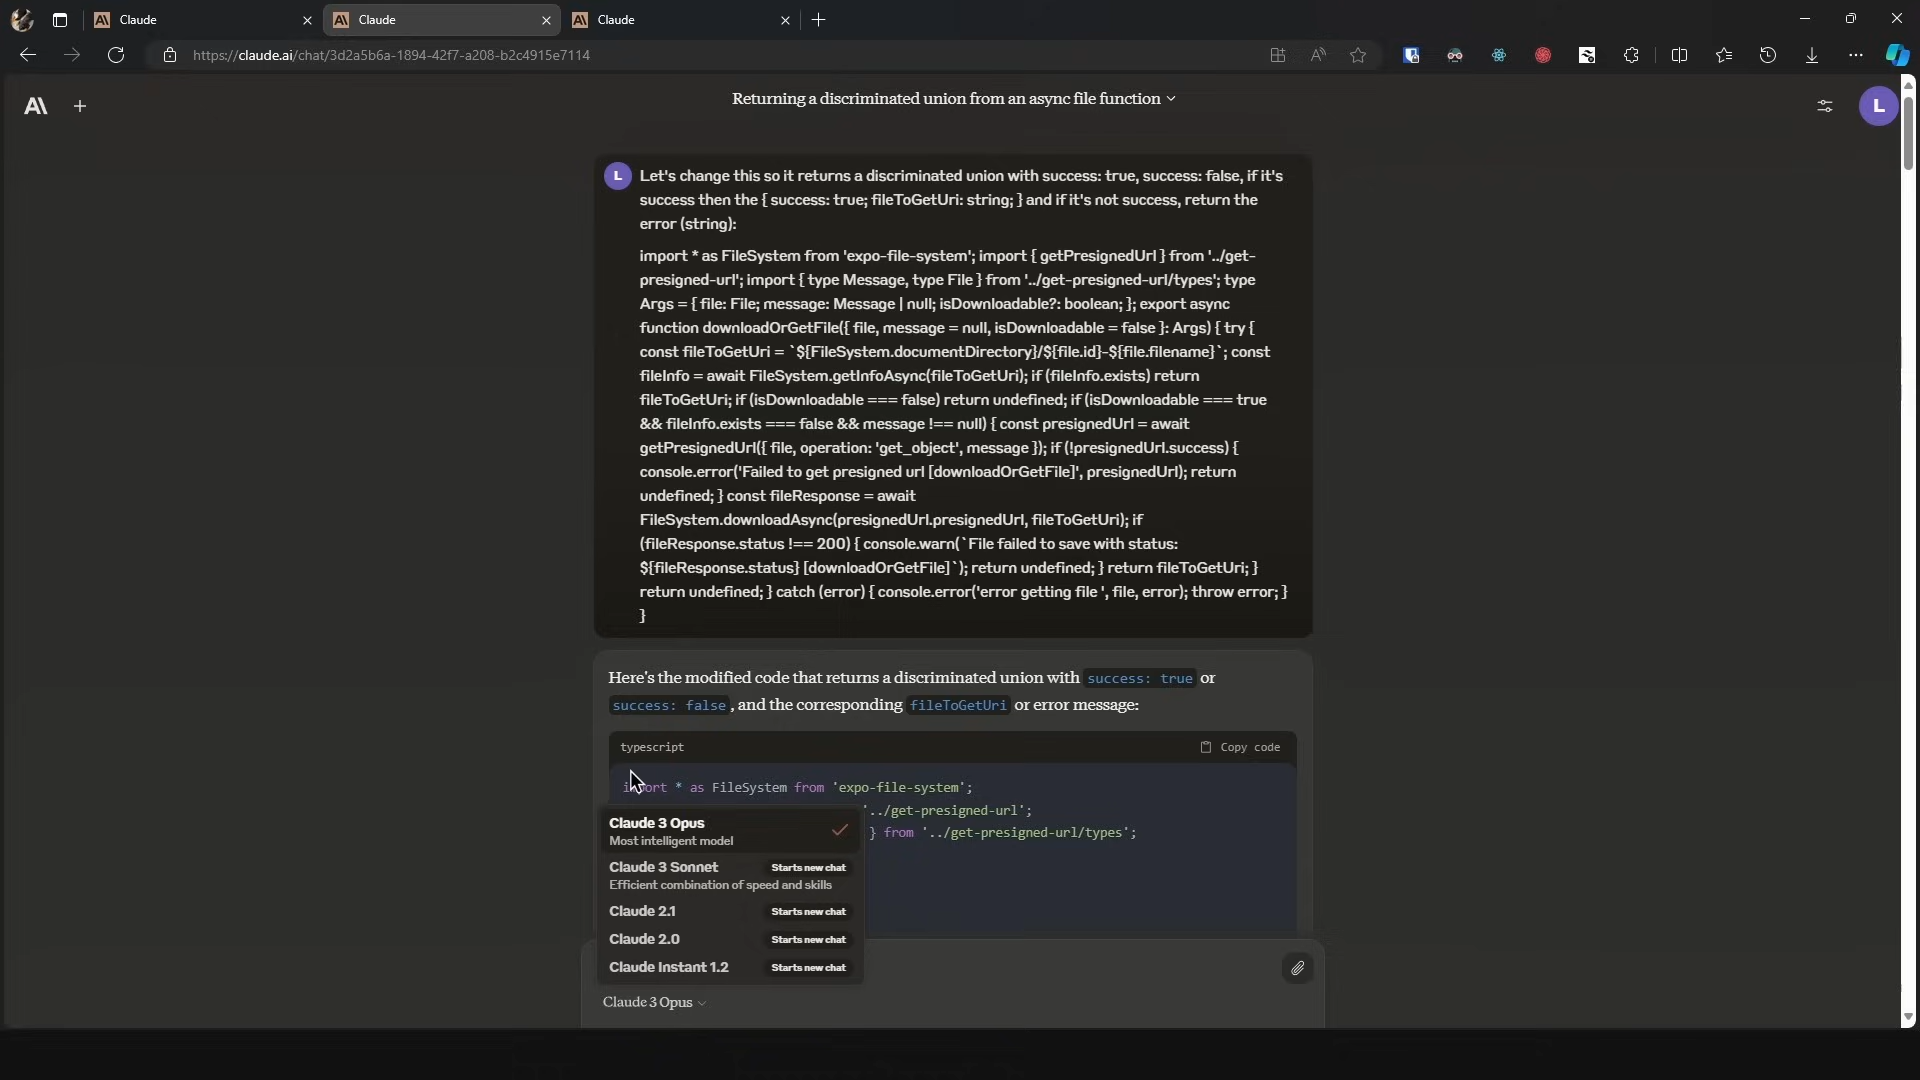 Claude
Claude
Claude
https://claude.ai/chat/3d2a5b6a-1894-42f7-a208-b2c4915e7114
Returning a discriminated union from an async file function
L
L
Let's change this so it returns a discriminated union with success: true, success: false, if it's
success then the { success: true; fileToGetUri: string; } and if it's not success, return the
error (string):
import * as FileSystem from 'expo-file-system'; import { getPresignedUrl } from '../get-
presigned-url'; import { type Message, type File } from '../get-presigned-url/types'; type
Args = { file: File; message: Message | null; isDownloadable?: boolean; }; export async
function downloadOrGetFile({ file, message = null, isDownloadable = false }: Args) { try {
const fileToGetUri = `${FileSystem.documentDirectory}/${file.id}-${file.filename}`; const
fileInfo = await FileSystem.getInfoAsync(fileToGetUri); if (fileInfo.exists) return
fileToGetUri; if (isDownloadable === false) return undefined; if (isDownloadable === true
&& fileInfo.exists === false && message !== null) { const presignedUrl = await
getPresignedUrl({ file, operation: 'get_object', message }); if (!presignedUrl.success) {
console.error('Failed to get presigned url [downloadOrGetFile]', presignedUrl); return
undefined; } const fileResponse = await
FileSystem.downloadAsync(presignedUrl.presignedUrl, fileToGetUri); if
(fileResponse.status !== 200) { console.warn(`File failed to save with status:
${fileResponse.status} [downloadOrGetFile]`); return undefined; } return fileToGetUri; }
return undefined; } catch (error) { console.error('error getting file ', file, error); throw error; }
}
Here's the modified code that returns a discriminated union with success: true or
success: false, and the corresponding fileToGetUri or error message:
typescript
Copy code
import * as FileSystem from 'expo-file-system';
'../get-presigned-url';
} from '../get-presigned-url/types';
Claude 3 Opus
Most intelligent model
Claude 3 Sonnet Starts new chat
Efficient combination of speed and skills
Claude 2.1 Starts new chat
Claude 2.0 Starts new chat
Claude Instant 1.2 Starts new chat
Claude 3 Opus